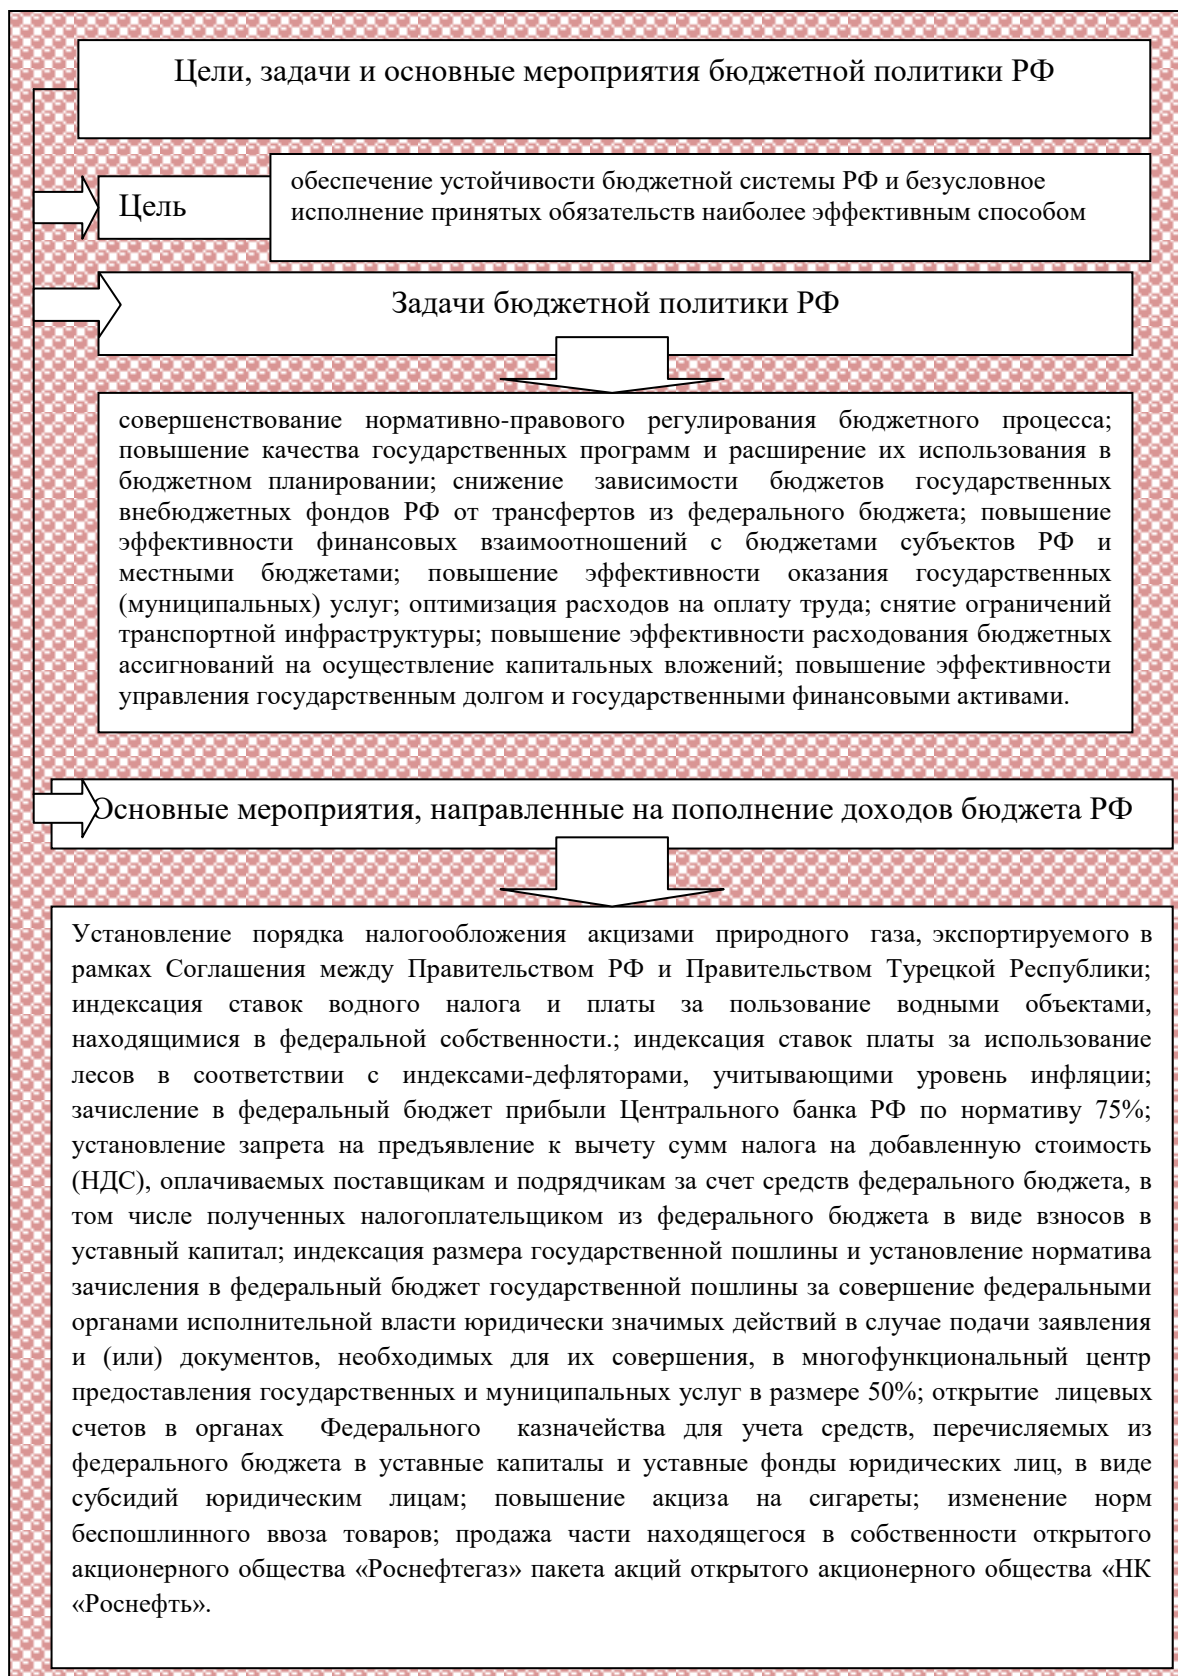 Цели, задачи и основные мероприятия бюджетной политики РФ
Цель
обеспечение устойчивости бюджетной системы РФ и безусловное
исполнение принятых обязательств наиболее эффективным способом
Задачи бюджетной политики РФ
совершенствование нормативно-правового регулирования бюджетного процесса;
повышение качества государственных программ и расширение их использования в
бюджетном планировании; снижение зависимости бюджетов государственных
внебюджетных фондов РФ от трансфертов из федерального бюджета; повышение
эффективности финансовых взаимоотношений с бюджетами субъектов РФ и
местными бюджетами; повышение эффективности оказания государственных
(муниципальных) услуг; оптимизация расходов на оплату труда; снятие ограничений
транспортной инфраструктуры; повышение эффективности расходования бюджетных
ассигнований на осуществление капитальных вложений; повышение эффективности
управления государственным долгом и государственными финансовыми активами.
Основные мероприятия, направленные на пополнение доходов бюджета РФ
Установление порядка налогообложения акцизами природного газа, экспортируемого в
рамках Соглашения между Правительством РФ и Правительством Турецкой Республики;
индексация ставок водного налога и платы за пользование водными объектами,
находящимися в федеральной собственности.; индексация ставок платы за использование
лесов в соответствии с индексами-дефляторами, учитывающими уровень инфляции;
зачисление в федеральный бюджет прибыли Центрального банка РФ по нормативу 75%;
установление запрета на предъявление к вычету сумм налога на добавленную стоимость
(НДС), оплачиваемых поставщикам и подрядчикам за счет средств федерального бюджета, в
том числе полученных налогоплательщиком из федерального бюджета в виде взносов в
уставный капитал; индексация размера государственной пошлины и установление норматива
зачисления в федеральный бюджет государственной пошлины за совершение федеральными
органами исполнительной власти юридически значимых действий в случае подачи заявления
и (или) документов, необходимых для их совершения, в многофункциональный центр
предоставления государственных и муниципальных услуг в размере 50%; открытие лицевых
счетов в органах Федерального казначейства для учета средств, перечисляемых из
федерального бюджета в уставные капиталы и уставные фонды юридических лиц, в виде
субсидий юридическим лицам; повышение акциза на сигареты; изменение норм
беспошлинного ввоза товаров; продажа части находящегося в собственности открытого
акционерного общества «Роснефтегаз» пакета акций открытого акционерного общества «НК
«Роснефть».